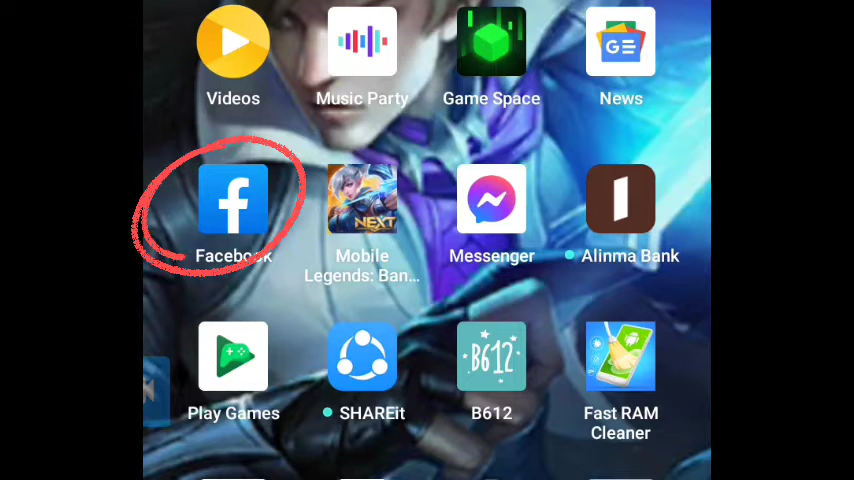 Videos
Music Party
Game Space
News
Facebook
Mobile
Legends: Ban...
NEXT
Messenger
Alinma Bank
Play Games
SHAREit
B612
B612
Fast RAM
Cleaner